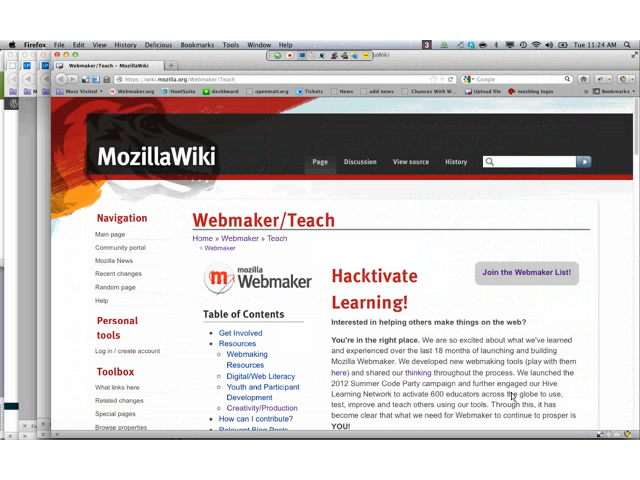 Firefox File Edit View History Delicious Bookmarks Tools Window Help 3 Tue 11:24 AM
Webmaker/Teach – MozillaWiki
https://wiki.mozilla.org/Webmaker/Teach Google
Most Visited Webmaker.org HootSuite dashboard openmatt.org Tickets News add news Chances With W... Upload file mozblog login Bookmarks
MozillaWiki
Page Discussion View source History
Navigation
Main page
Community portal
Mozilla News
Recent changes
Random page
Help
Personal
tools
Log in / create account
Toolbox
What links here
Related changes
Special pages
Browse properties
Webmaker/Teach
Home » Webmaker » Teach
< Webmaker
m mozilla
Webmaker
Table of Contents
Get Involved
Resources
Webmaking
Resources
Digital/Web Literacy
Youth and Participant
Development
Creativity/Production
How can I contribute?
Relevant Blog Posts
Join the Webmaker List!
Hacktivate
Learning!
Interested in helping others make things on the web?
You're in the right place. We are so excited about what we've learned
and experienced over the last 18 months of launching and building
Mozilla Webmaker. We developed new webmaking tools (play with them
here) and shared our thinking throughout the process. We launched the
2012 Summer Code Party campaign and further engaged our Hive
Learning Network to activate 600 educators across the globe to use,
test, improve and teach others using our tools. Through this, it has
become clear that what we need for Webmaker to continue to prosper is
YOU!